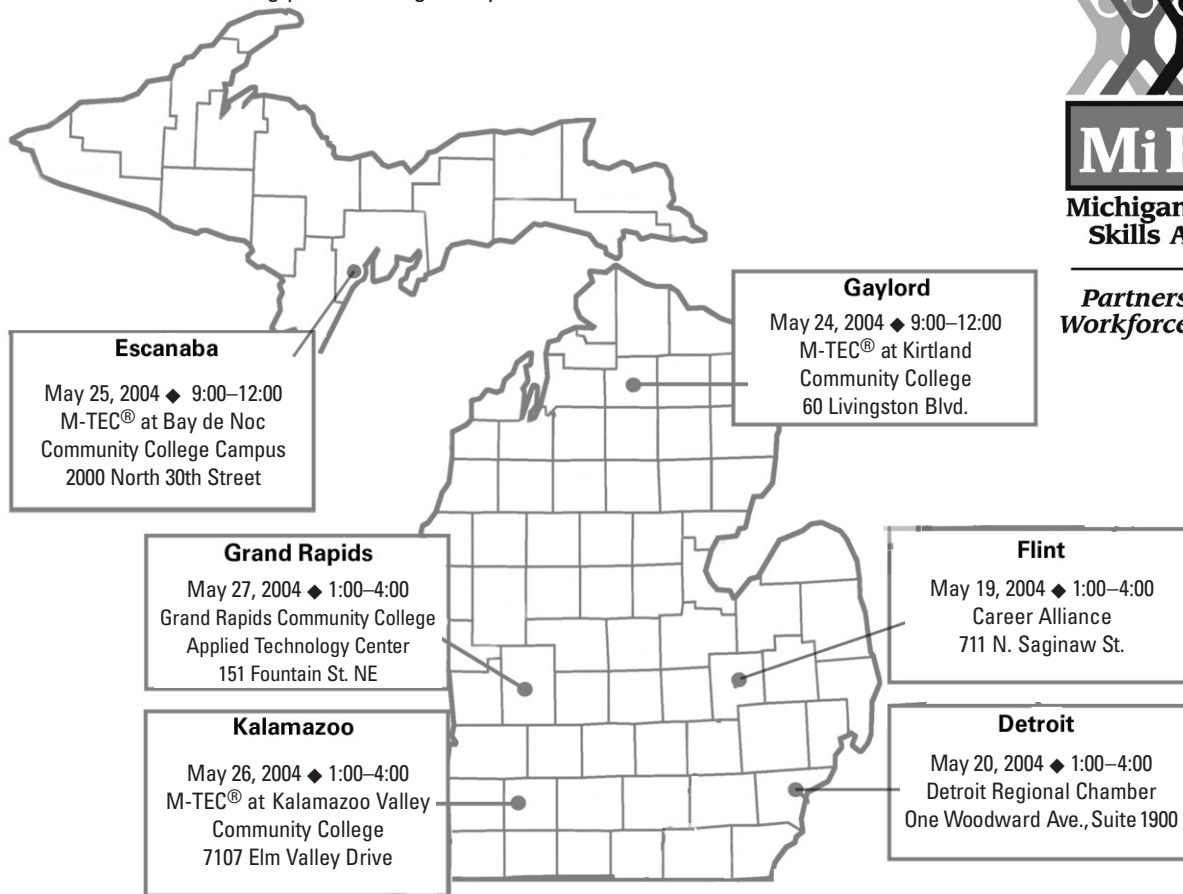 MiR
Michigan
Skills A
Partners
Workforce
Gaylord
May 24, 2004 ◆ 9:00–12:00
M-TEC® at Kirtland
Community College
60 Livingston Blvd.
Escanaba
May 25, 2004 ◆ 9:00–12:00
M-TEC® at Bay de Noc
Community College Campus
2000 North 30th Street
Grand Rapids
May 27, 2004 ◆ 1:00–4:00
Grand Rapids Community College
Applied Technology Center
151 Fountain St. NE
Flint
May 19, 2004 ◆ 1:00–4:00
Career Alliance
711 N. Saginaw St.
Kalamazoo
May 26, 2004 ◆ 1:00–4:00
M-TEC® at Kalamazoo Valley
Community College
7107 Elm Valley Drive
Detroit
May 20, 2004 ◆ 1:00–4:00
Detroit Regional Chamber
One Woodward Ave., Suite 1900